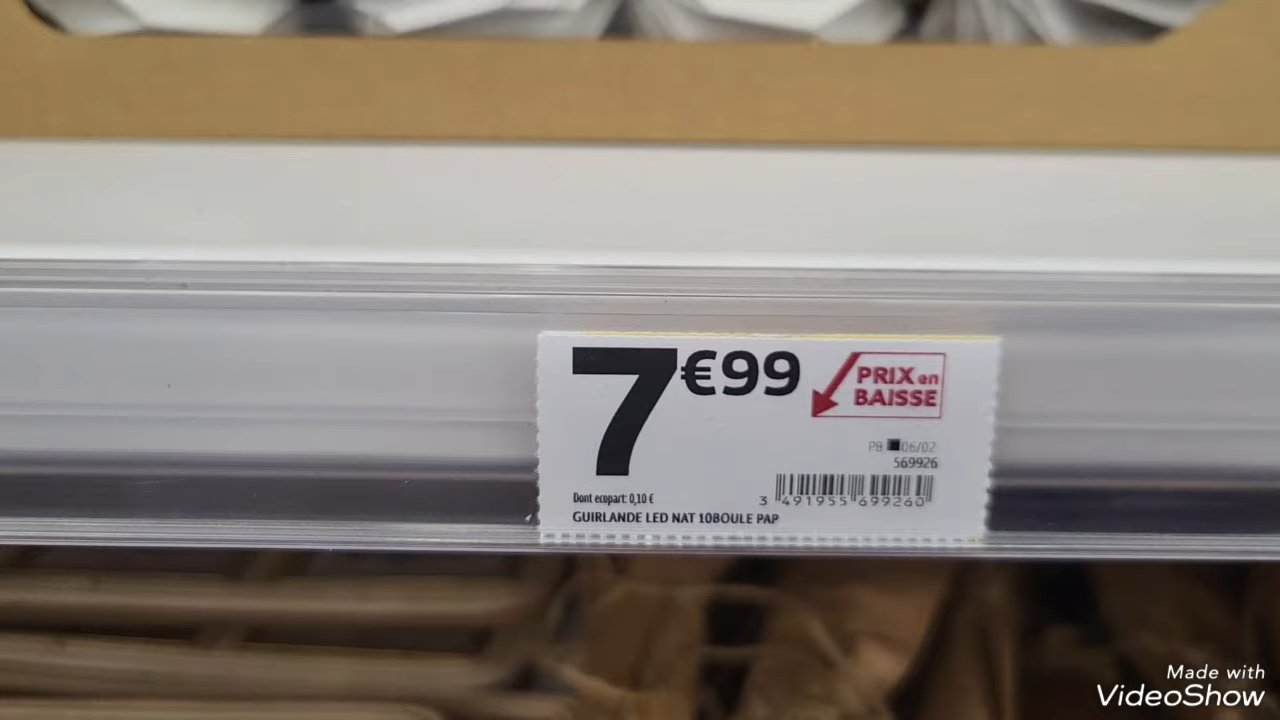 7€99
PRIX en
BAISSE
PB 06/02
569926
3 491955 699260
Dont ecopart: 0,10 €
GUIRLANDE LED NAT 10BOULE PAP
Made with
VideoShow